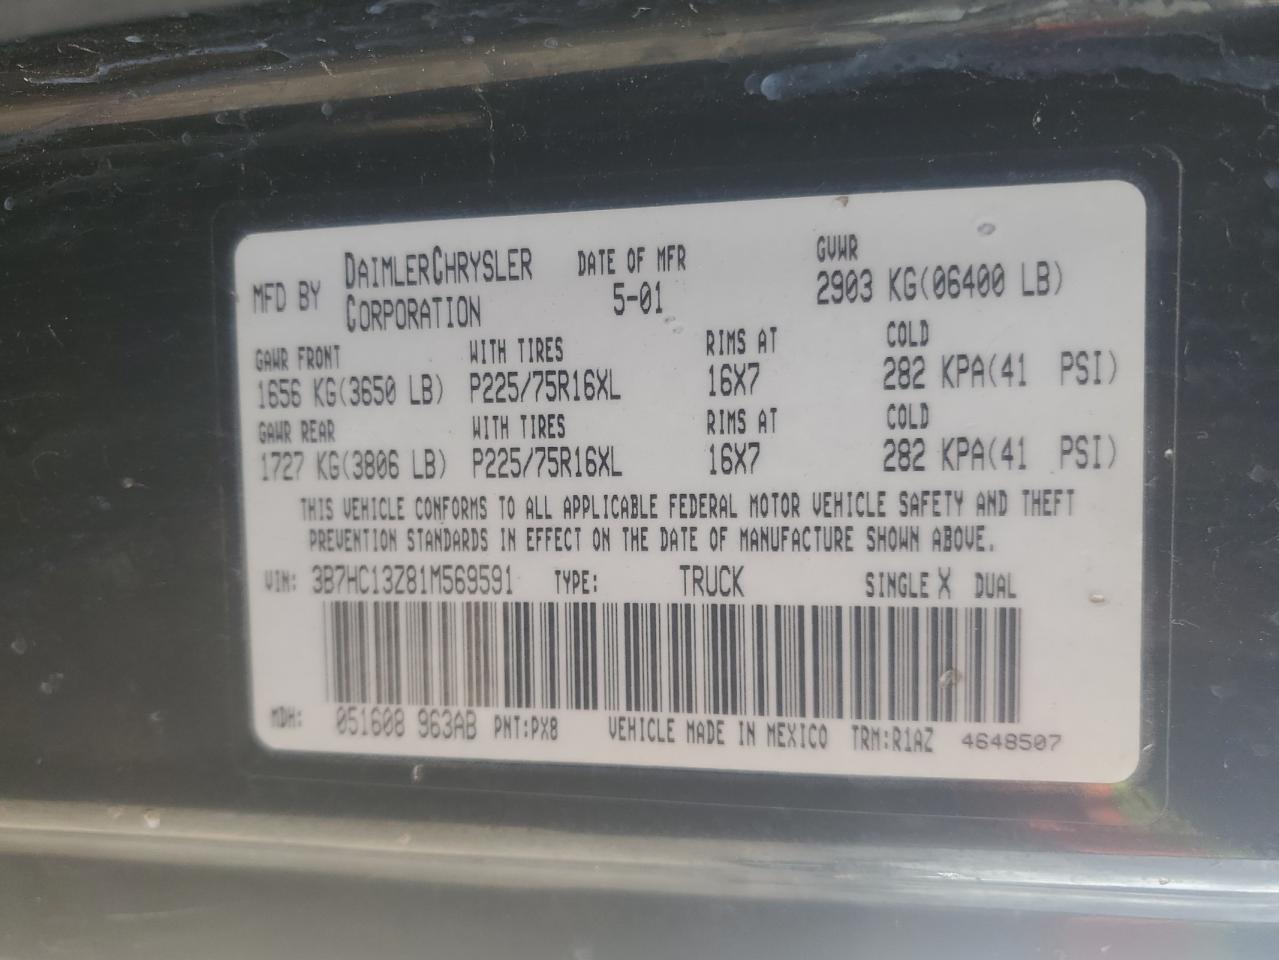 MFD BY DAIMLERCHRYSLER CORPORATION DATE OF MFR 5-01 GVWR 2903 KG(06400 LB)
GAWR FRONT WITH TIRES RIMS AT COLD
1656 KG(3650 LB) P225/75R16XL 16X7 282 KPA(41 PSI)
GAWR REAR WITH TIRES RIMS AT COLD
1727 KG(3806 LB) P225/75R16XL 16X7 282 KPA(41 PSI)
THIS VEHICLE CONFORMS TO ALL APPLICABLE FEDERAL MOTOR VEHICLE SAFETY AND THEFT
PREVENTION STANDARDS IN EFFECT ON THE DATE OF MANUFACTURE SHOWN ABOVE.
VIN: 3B7HC13Z81M569591 TYPE: TRUCK SINGLE X DUAL
MDH: 051608 963AB PNT:PX8 VEHICLE MADE IN MEXICO TRM:R1AZ 4648507